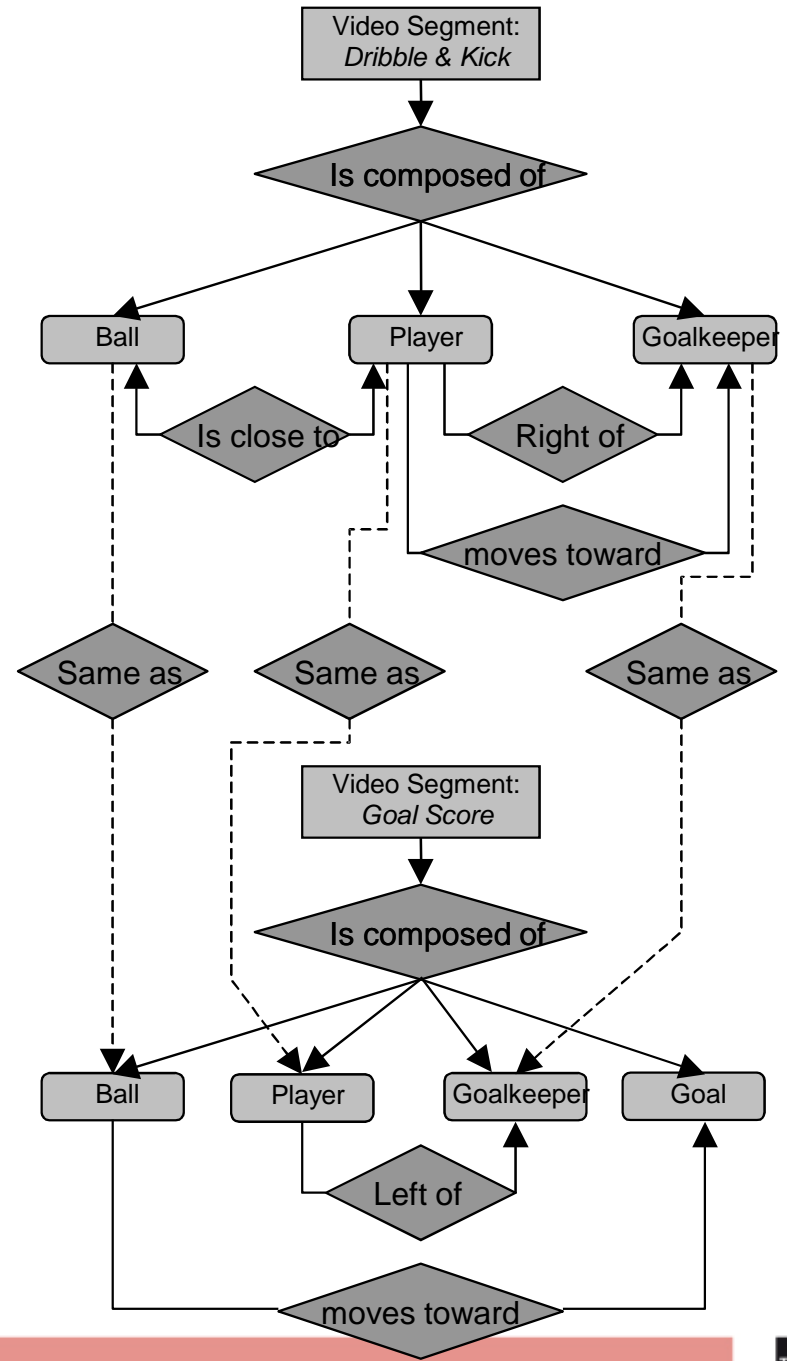 Video Segment:
Dribble & Kick
Is composed of
Ball
Player
Goalkeeper
Is close to
Right of
moves toward
Same as
Same as
Same as
Video Segment:
Goal Score
Is composed of
Ball
Player
Goalkeeper
Goal
Left of
moves toward